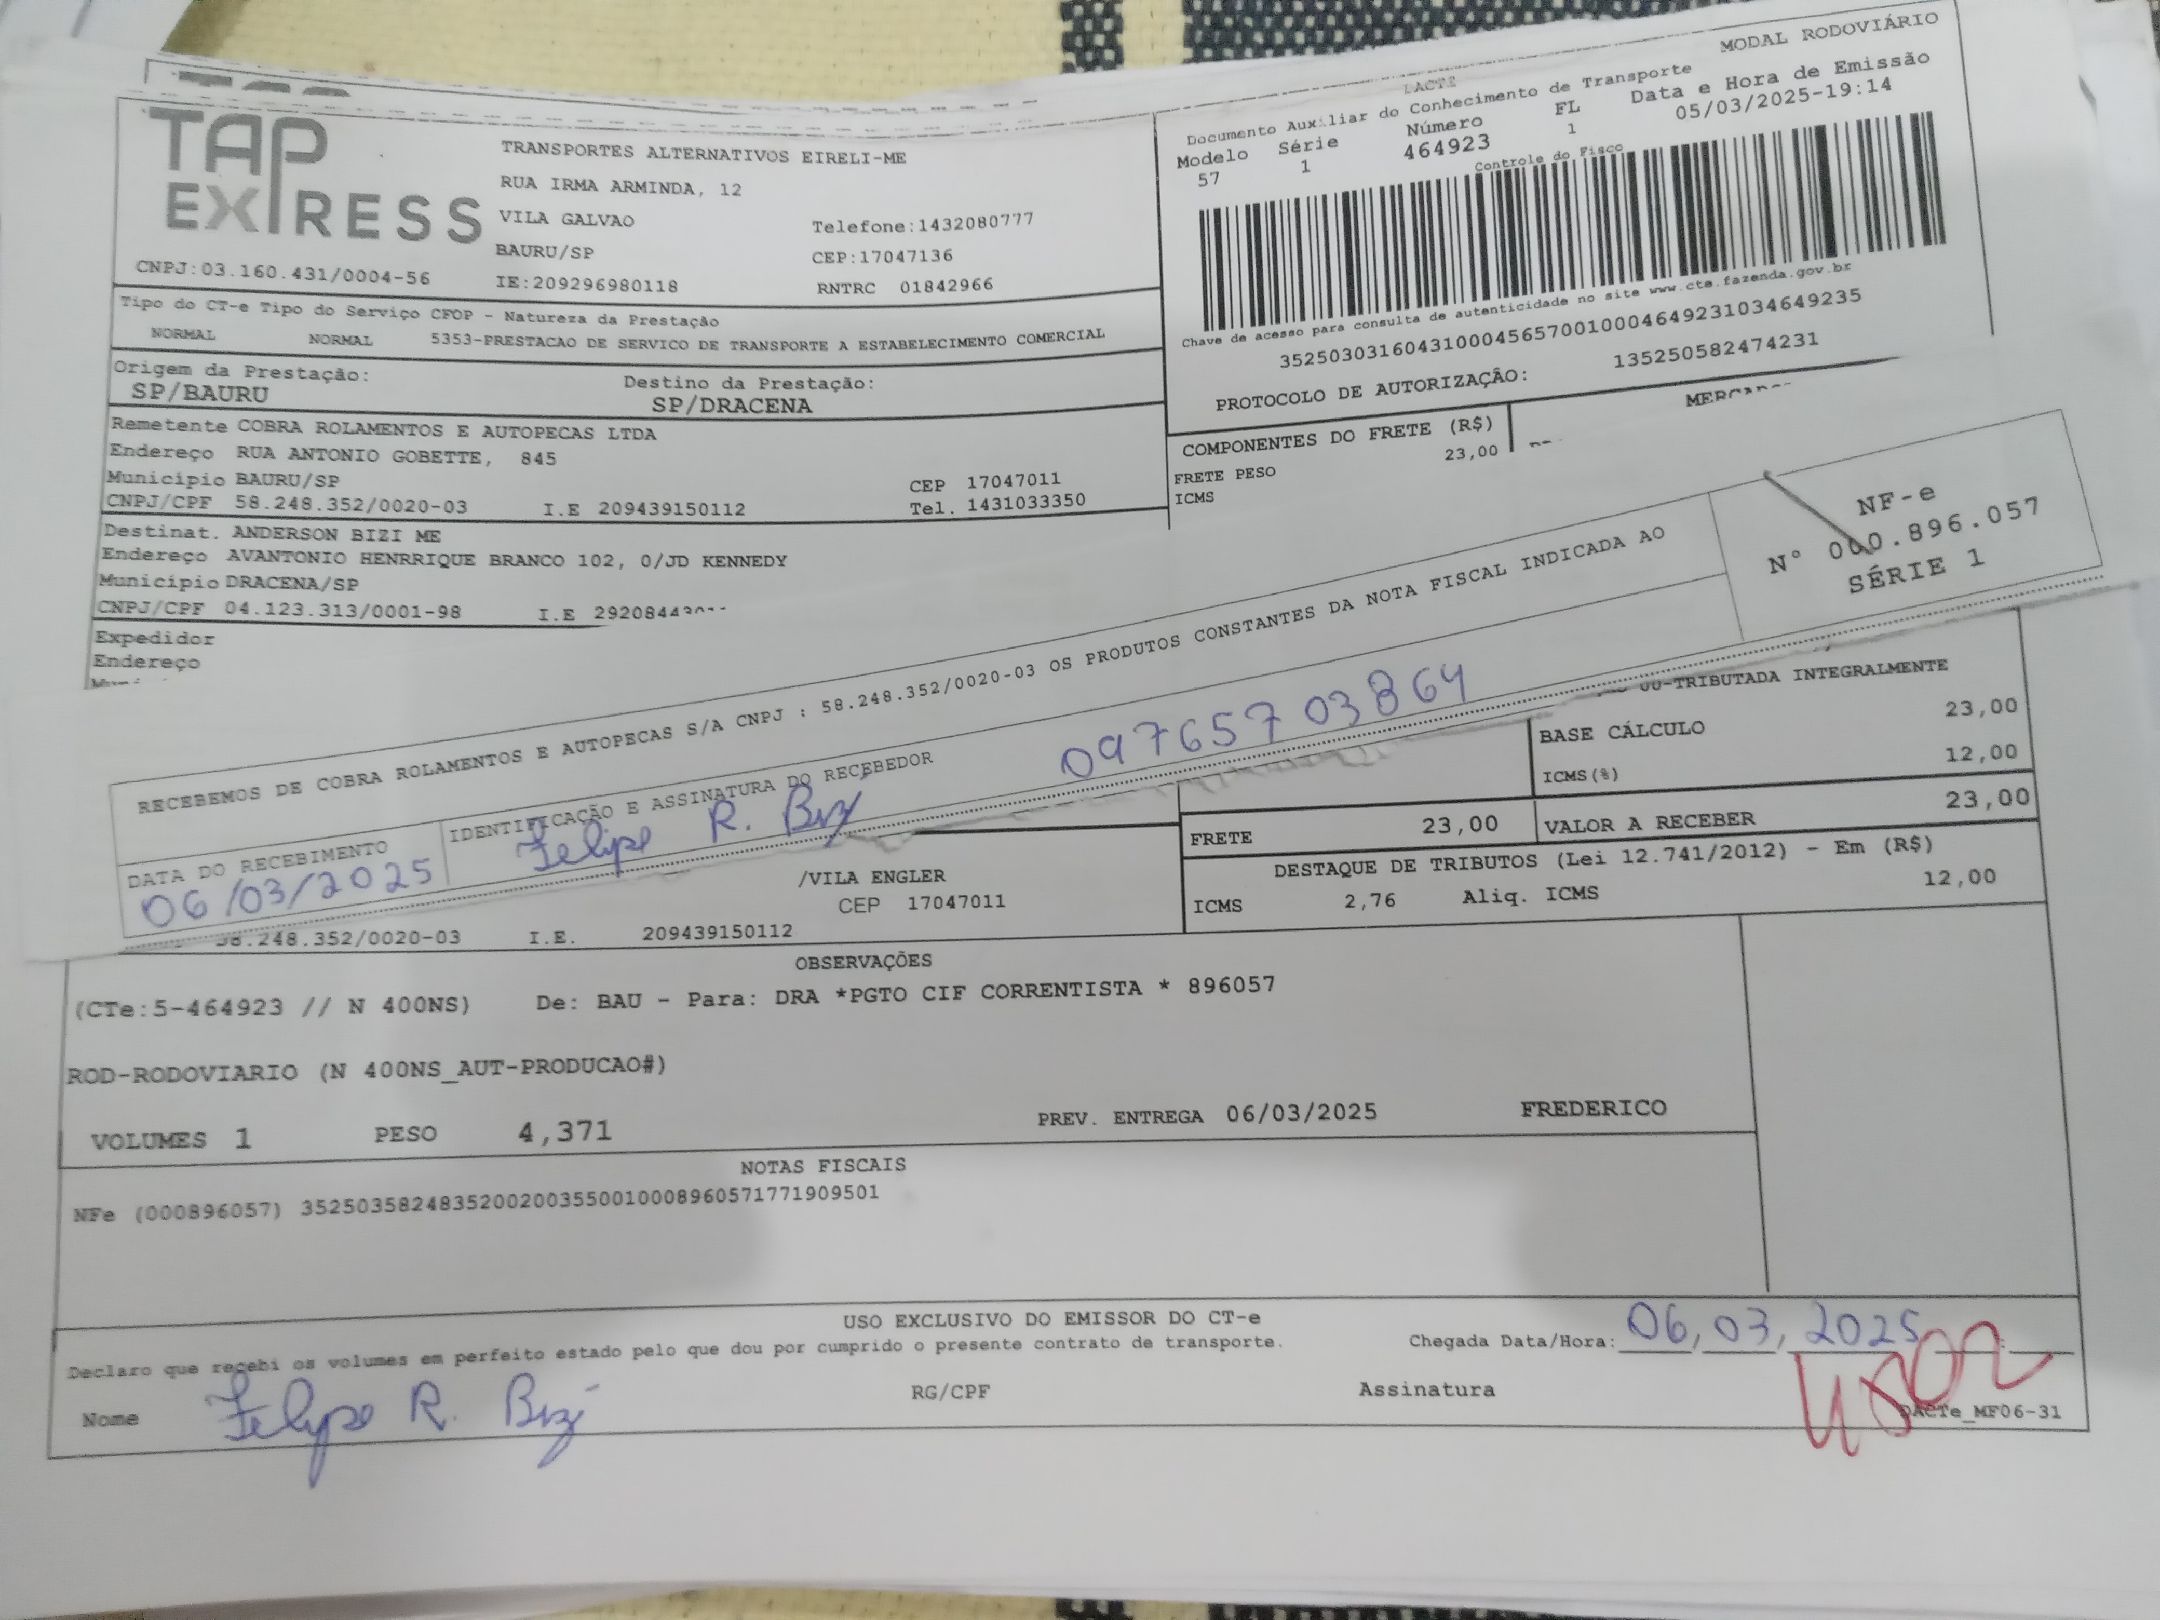 TAP
EXPRESS
TRANSPORTES ALTERNATIVOS EIRELI-ME
RUA IRMA ARMINDA, 12
VILA GALVAO Telefone:1432080777
BAURU/SP CEP:17047136
CNPJ:03.160.431/0004-56 IE:209296980118 RNTRC 01842966
MODAL RODOVIÁRIO
Documento Auxiliar do Conhecimento de Transporte
Modelo Série Número FL Data e Hora de Emissão
57 1 464923 1 05/03/2025-19:14
Controle do Fisco
Chave de acesso para consulta de autenticidade no site www.cte.fazenda.gov.br
35250303160431000456570010004649231034649235
PROTOCOLO DE AUTORIZAÇÃO: 135250582474231
Tipo do CT-e Tipo do Serviço CFOP - Natureza da Prestação
NORMAL NORMAL 5353-PRESTACAO DE SERVICO DE TRANSPORTE A ESTABELECIMENTO COMERCIAL
Origem da Prestação: Destino da Prestação:
SP/BAURU SP/DRACENA
Remetente COBRA ROLAMENTOS E AUTOPECAS LTDA
Endereço RUA ANTONIO GOBETTE, 845
Município BAURU/SP CEP 17047011
CNPJ/CPF 58.248.352/0020-03 I.E 209439150112 Tel. 1431033350
COMPONENTES DO FRETE (R$)
FRETE PESO 23,00
ICMS
Destinat. ANDERSON BIZI ME
Endereço AVANTONIO HENRRIQUE BRANCO 102, 0/JD KENNEDY
Município DRACENA/SP
CNPJ/CPF 04.123.313/0001-98 I.E 29208443
Expedidor
Endereço
RECEBEMOS DE COBRA ROLAMENTOS E AUTOPECAS S/A CNPJ : 58.248.352/0020-03 OS PRODUTOS CONSTANTES DA NOTA FISCAL INDICADA AO
NF-e
N° 000.896.057
SÉRIE 1
DATA DO RECEBIMENTO IDENTIFICAÇÃO E ASSINATURA DO RECEBEDOR
06/03/2025 Felipe R. Bizi 09765703864
00-TRIBUTADA INTEGRALMENTE
BASE CÁLCULO 23,00
ICMS(%) 12,00
FRETE 23,00 VALOR A RECEBER 23,00
DESTAQUE DE TRIBUTOS (Lei 12.741/2012) - Em (R$)
ICMS 2,76 Aliq. ICMS 12,00
/VILA ENGLER
CEP 17047011
58.248.352/0020-03 I.E. 209439150112
OBSERVAÇÕES
(CTe:5-464923 // N 400NS) De: BAU - Para: DRA *PGTO CIF CORRENTISTA * 896057
ROD-RODOVIARIO (N 400NS_AUT-PRODUCAO#)
VOLUMES 1 PESO 4,371 PREV. ENTREGA 06/03/2025 FREDERICO
NOTAS FISCAIS
NFe (000896057) 35250358248352002003550010008960571771909501
USO EXCLUSIVO DO EMISSOR DO CT-e
Declaro que recebi os volumes em perfeito estado pelo que dou por cumprido o presente contrato de transporte. Chegada Data/Hora: 06,03,2025
Nome Felipe R. Bizi RG/CPF Assinatura
DACTe_MF06-31